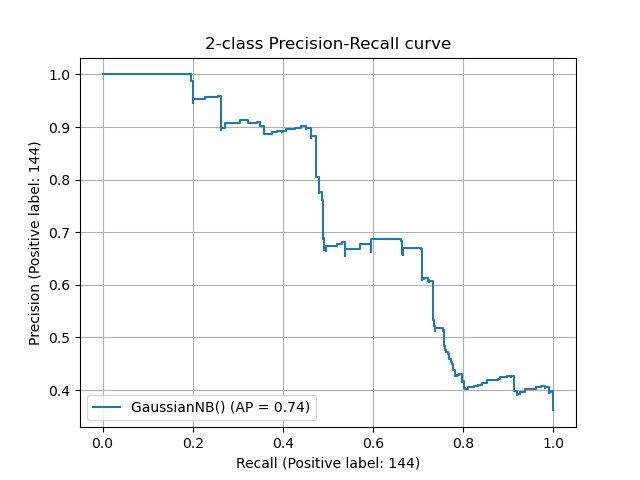 2-class Precision-Recall curve
Precision (Positive label: 144)
1.0
0.9
0.8
0.7
0.6
0.5
0.4
GaussianNB() (AP = 0.74)
0.0 0.2 0.4 0.6 0.8 1.0
Recall (Positive label: 144)